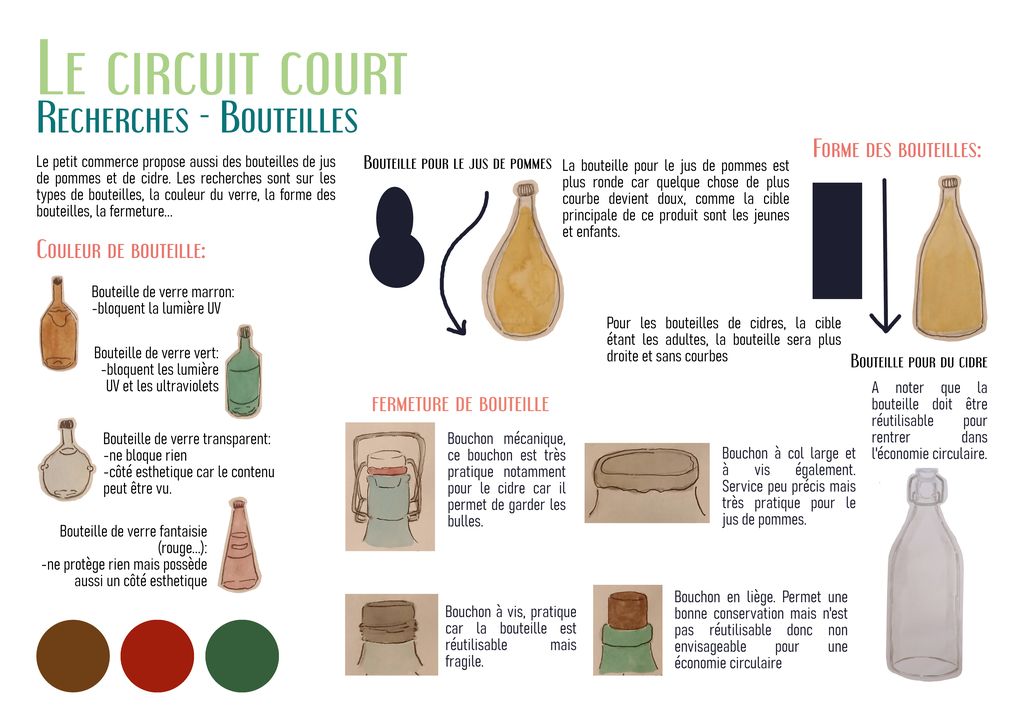 Le circuit court
Recherches - Bouteilles
Le petit commerce propose aussi des bouteilles de jus
de pommes et de cidre. Les recherches sont sur les
types de bouteilles, la couleur du verre, la forme des
bouteilles, la fermeture...
Couleur de bouteille:
Bouteille de verre marron:
-bloquent la lumière UV
Bouteille de verre vert:
-bloquent les lumière
UV et les ultraviolets
Bouteille de verre transparent:
-ne bloque rien
-côté esthetique car le contenu
peut être vu.
Bouteille de verre fantaisie
(rouge...):
-ne protège rien mais possède
aussi un côté esthetique
Bouteille pour le jus de pommes
La bouteille pour le jus de pommes est
plus ronde car quelque chose de plus
courbe devient doux, comme la cible
principale de ce produit sont les jeunes
et enfants.
Forme des bouteilles:
Pour les bouteilles de cidres, la cible
étant les adultes, la bouteille sera plus
droite et sans courbes
Bouteille pour du cidre
A noter que la
bouteille doit être
réutilisable pour
rentrer dans
l'économie circulaire.
fermeture de bouteille
Bouchon mécanique,
ce bouchon est très
pratique notamment
pour le cidre car il
permet de garder les
bulles.
Bouchon à col large et
à vis également.
Service peu précis mais
très pratique pour le
jus de pommes.
Bouchon à vis, pratique
car la bouteille est
réutilisable mais
fragile.
Bouchon en liège. Permet une
bonne conservation mais n'est
pas réutilisable donc non
envisageable pour une
économie circulaire